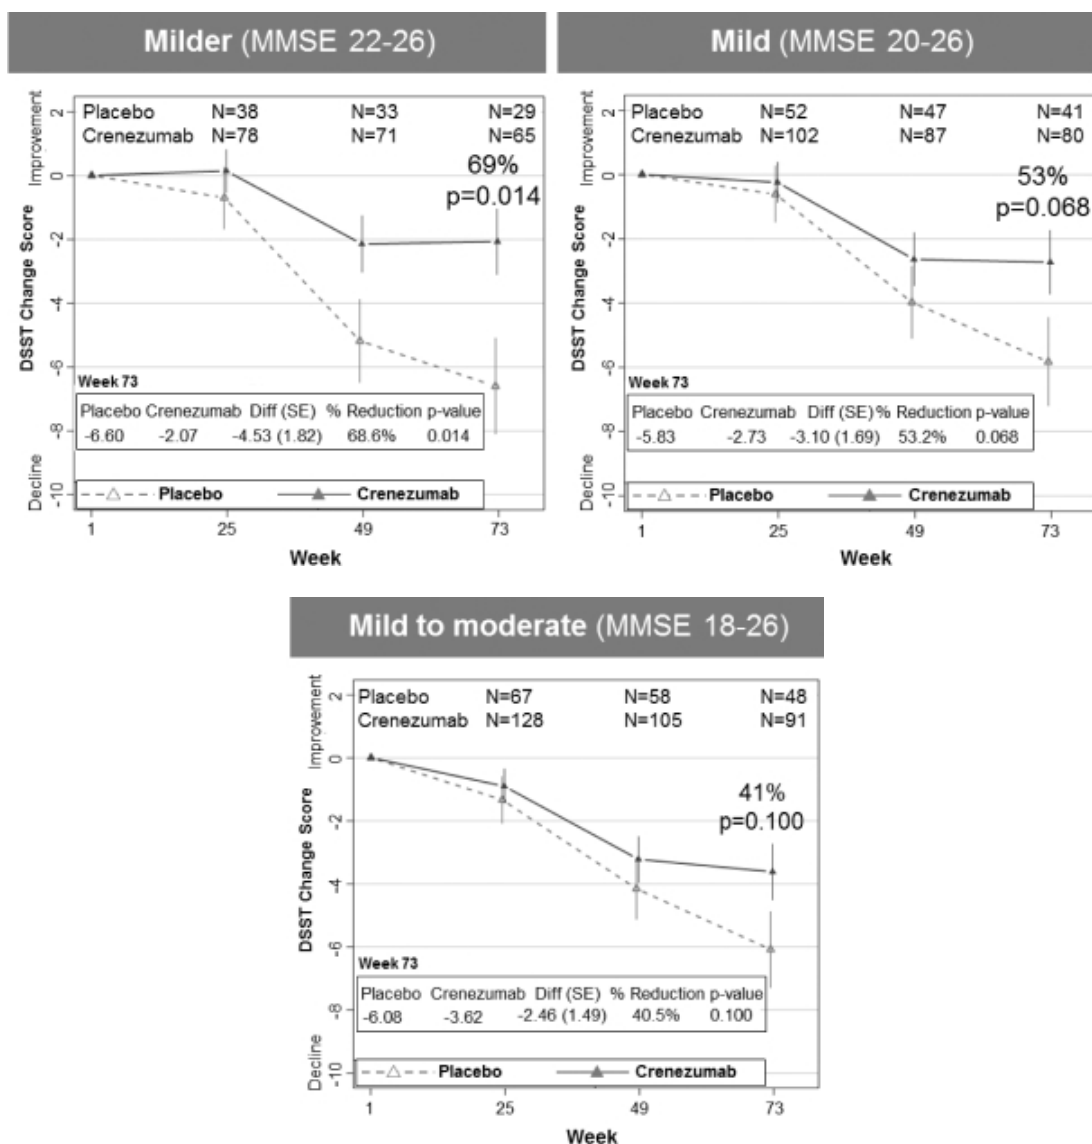 Milder (MMSE 22-26)
Placebo N=38 N=33 N=29
Crenezumab N=78 N=71 N=65
69%
p=0.014
Improvement
DSST Change Score
Decline
2
0
-2
-4
-6
-8
-10
Week 73
Placebo Crenezumab Diff (SE) % Reduction p-value
-6.60 -2.07 -4.53 (1.82) 68.6% 0.014
Placebo Crenezumab
1 25 49 73
Week
Mild (MMSE 20-26)
Placebo N=52 N=47 N=41
Crenezumab N=102 N=87 N=80
53%
p=0.068
Improvement
DSST Change Score
Decline
2
0
-2
-4
-6
-8
-10
Week 73
Placebo Crenezumab Diff (SE) % Reduction p-value
-5.83 -2.73 -3.10 (1.69) 53.2% 0.068
Placebo Crenezumab
1 25 49 73
Week
Mild to moderate (MMSE 18-26)
Placebo N=67 N=58 N=48
Crenezumab N=128 N=105 N=91
41%
p=0.100
Improvement
DSST Change Score
Decline
2
0
-2
-4
-6
-8
-10
Week 73
Placebo Crenezumab Diff (SE) % Reduction p-value
-6.08 -3.62 -2.46 (1.49) 40.5% 0.100
Placebo Crenezumab
1 25 49 73
Week